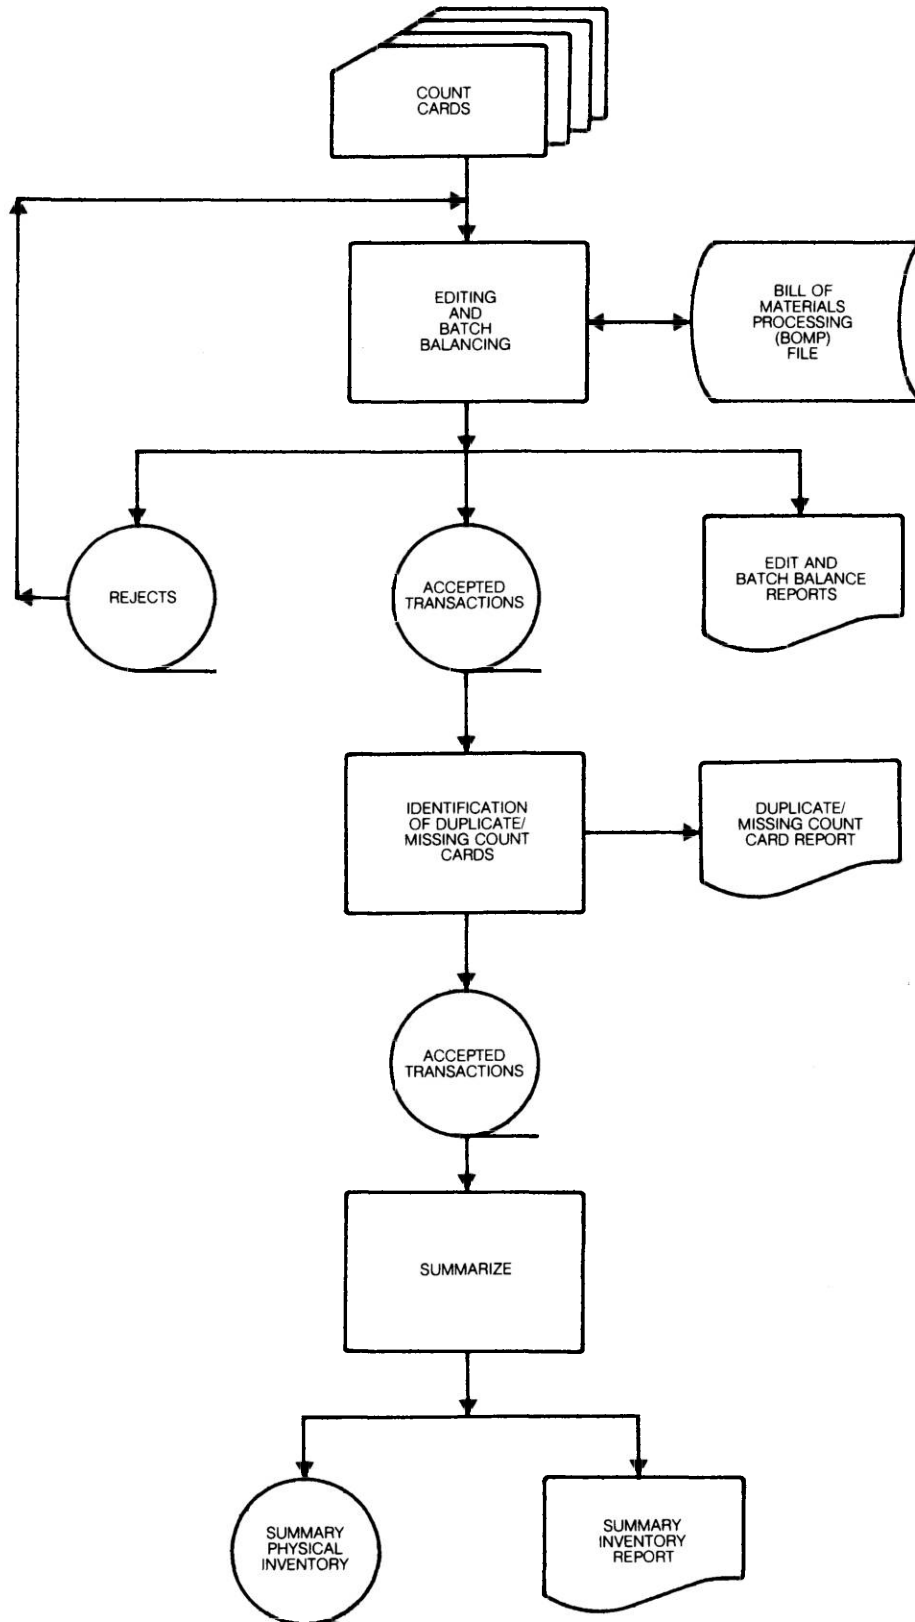 COUNT
CARDS
EDITING
AND
BATCH
BALANCING
BILL OF
MATERIALS
PROCESSING
(BOMP)
FILE
REJECTS
ACCEPTED
TRANSACTIONS
EDIT AND
BATCH BALANCE
REPORTS
IDENTIFICATION
OF DUPLICATE/
MISSING COUNT
CARDS
DUPLICATE/
MISSING COUNT
CARD REPORT
ACCEPTED
TRANSACTIONS
SUMMARIZE
SUMMARY
PHYSICAL
INVENTORY
SUMMARY
INVENTORY
REPORT